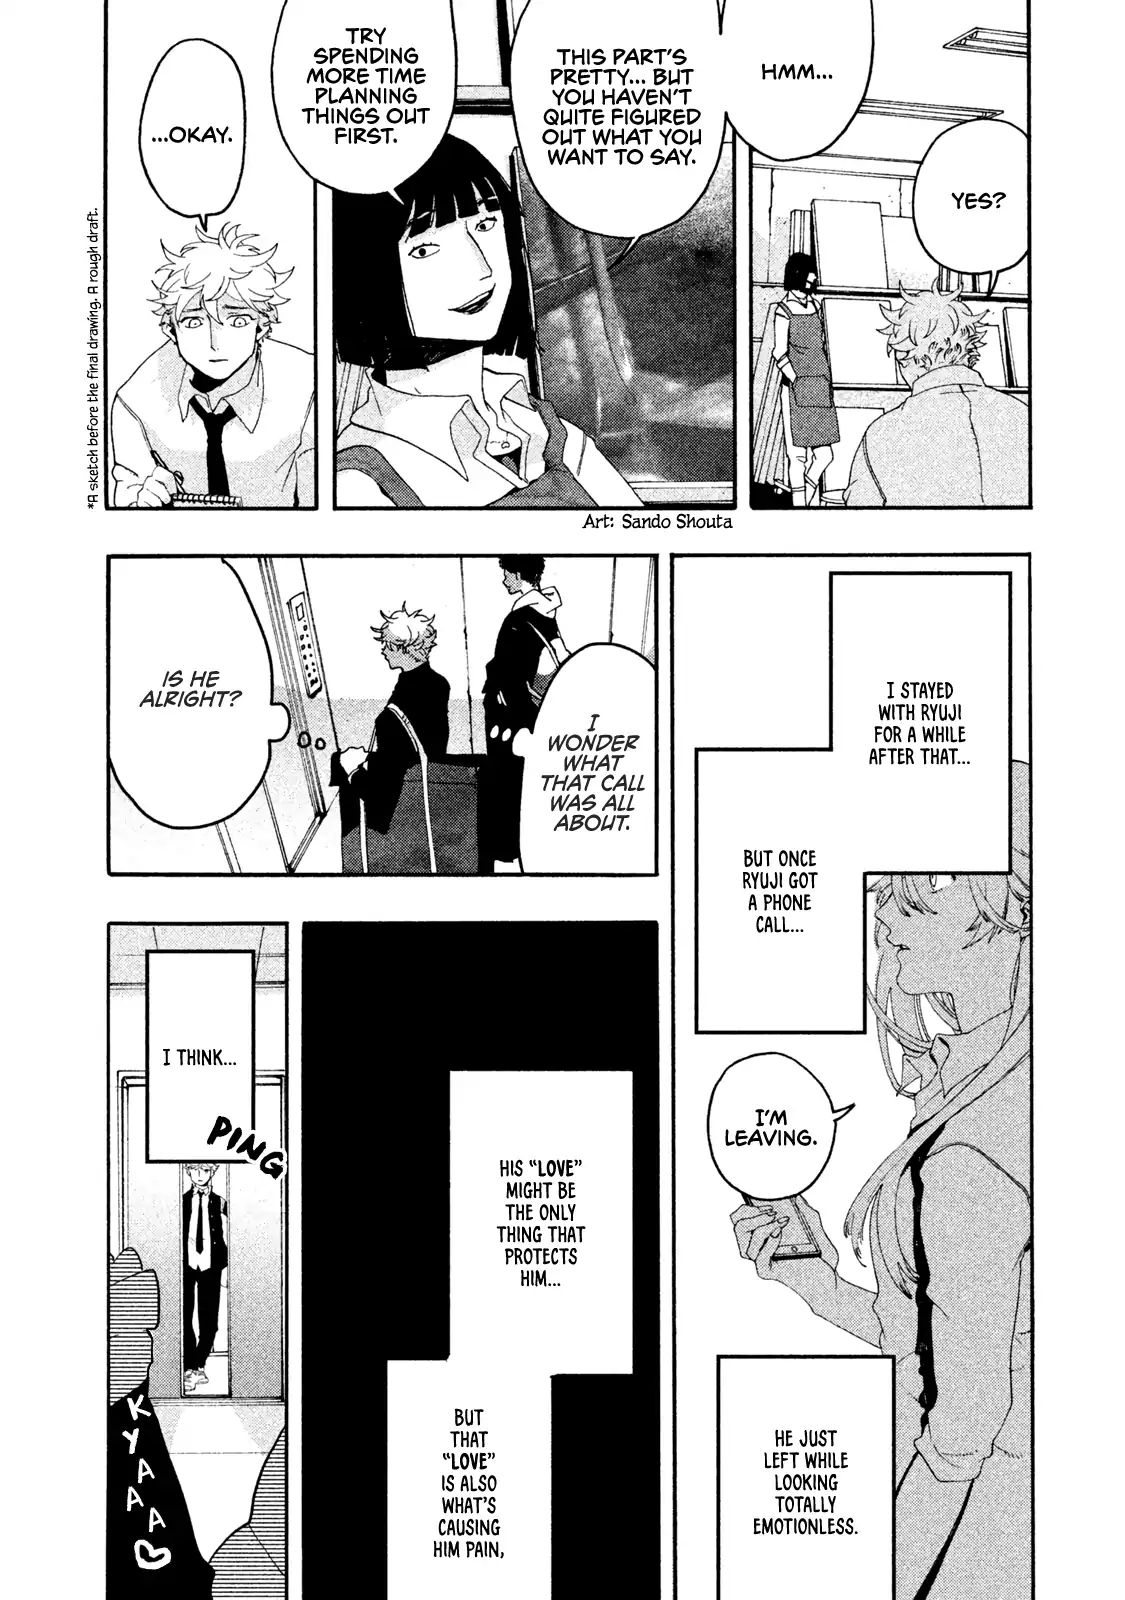 HMM...
YES?
THIS PART'S
PRETTY... BUT
YOU HAVEN'T
QUITE FIGURED
OUT WHAT YOU
WANT TO SAY.
TRY
SPENDING
MORE TIME
PLANNING
THINGS OUT
FIRST.
...OKAY.
*A sketch before the final drawing. A rough draft.
Art: Sando Shouta
I STAYED
WITH RYUJI
FOR A WHILE
AFTER THAT...
BUT ONCE
RYUJI GOT
A PHONE
CALL...
I'M
LEAVING.
HE JUST
LEFT WHILE
LOOKING
TOTALLY
EMOTIONLESS.
I
WONDER
WHAT
THAT CALL
WAS ALL
ABOUT.
IS HE
ALRIGHT?
HIS "LOVE"
MIGHT BE
THE ONLY
THING THAT
PROTECTS
HIM...
BUT
THAT
"LOVE"
IS ALSO
WHAT'S
CAUSING
HIM PAIN,
I THINK...
PING
KYAAA♡